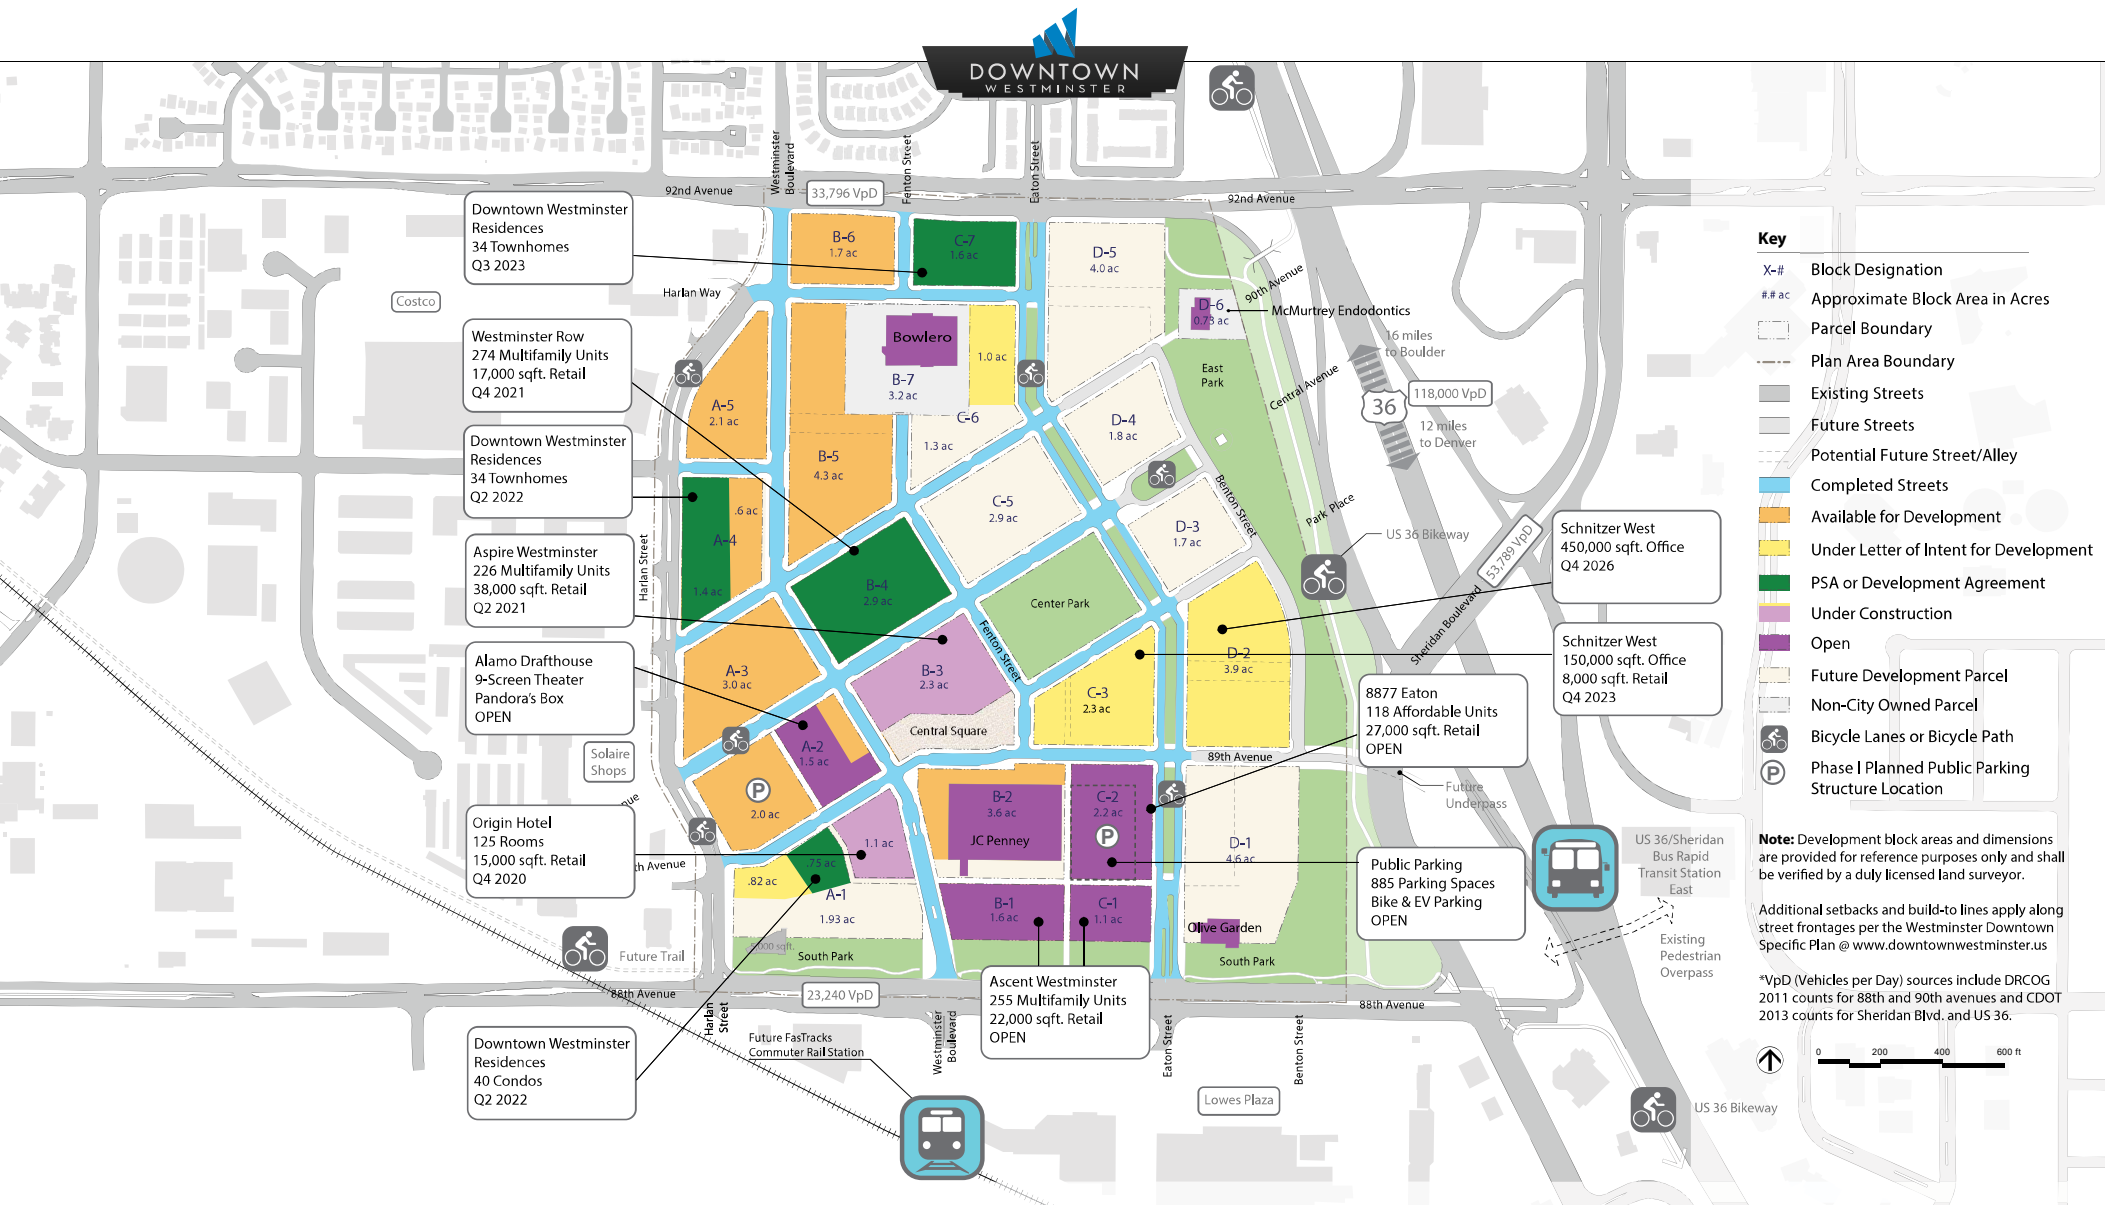 DOWNTOWN
WESTMINSTER
Westminster
Boulevard
Fenton Street
Eaton Street
92nd Avenue
33,796 VpD
92nd Avenue
Downtown Westminster
Residences
34 Townhomes
Q3 2023
B-6
1.7 ac
C-7
1.6 ac
D-5
4.0 ac
90th Avenue
Harlan Way
Costco
D-6
0.73 ac
McMurtrey Endodontics
Westminster Row
274 Multifamily Units
17,000 sqft. Retail
Q4 2021
Bowlero
1.0 ac
B-7
3.2 ac
East
Park
Central Avenue
16 miles
to Boulder
36
118,000 VpD
12 miles
to Denver
A-5
2.1 ac
C-6
1.3 ac
D-4
1.8 ac
Downtown Westminster
Residences
34 Townhomes
Q2 2022
B-5
4.3 ac
C-5
2.9 ac
Benton Street
Park Place
D-3
1.7 ac
.6 ac
A-4
1.4 ac
US 36 Bikeway
53,789 VpD
Schnitzer West
450,000 sqft. Office
Q4 2026
Aspire Westminster
226 Multifamily Units
38,000 sqft. Retail
Q2 2021
Harlan Street
B-4
2.9 ac
Center Park
Sheridan Boulevard
Fenton Street
Schnitzer West
150,000 sqft. Office
8,000 sqft. Retail
Q4 2023
Alamo Drafthouse
9-Screen Theater
Pandora's Box
OPEN
A-3
3.0 ac
B-3
2.3 ac
D-2
3.9 ac
C-3
2.3 ac
8877 Eaton
118 Affordable Units
27,000 sqft. Retail
OPEN
Central Square
Solaire
Shops
A-2
1.5 ac
89th Avenue
Future
Underpass
nue
P
2.0 ac
B-2
3.6 ac
JC Penney
C-2
2.2 ac
P
Origin Hotel
125 Rooms
15,000 sqft. Retail
Q4 2020
1.1 ac
D-1
4.6 ac
th Avenue
.75 ac
.82 ac
A-1
1.93 ac
Public Parking
885 Parking Spaces
Bike & EV Parking
OPEN
US 36/Sheridan
Bus Rapid
Transit Station
East
B-1
1.6 ac
C-1
1.1 ac
Olive Garden
5,000 sqft.
South Park
South Park
Future Trail
Existing
Pedestrian
Overpass
88th Avenue
23,240 VpD
88th Avenue
Ascent Westminster
255 Multifamily Units
22,000 sqft. Retail
OPEN
Harlan
Street
Westminster
Boulevard
Eaton Street
Benton Street
Future FasTracks
Commuter Rail Station
Downtown Westminster
Residences
40 Condos
Q2 2022
Lowes Plaza
US 36 Bikeway
Key
X-# Block Designation
#.# ac Approximate Block Area in Acres
Parcel Boundary
Plan Area Boundary
Existing Streets
Future Streets
Potential Future Street/Alley
Completed Streets
Available for Development
Under Letter of Intent for Development
PSA or Development Agreement
Under Construction
Open
Future Development Parcel
Non-City Owned Parcel
Bicycle Lanes or Bicycle Path
P Phase I Planned Public Parking
Structure Location
Note: Development block areas and dimensions
are provided for reference purposes only and shall
be verified by a duly licensed land surveyor.
Additional setbacks and build-to lines apply along
street frontages per the Westminster Downtown
Specific Plan @ www.downtownwestminster.us
*VpD (Vehicles per Day) sources include DRCOG
2011 counts for 88th and 90th avenues and CDOT
2013 counts for Sheridan Blvd. and US 36.
0 200 400 600 ft